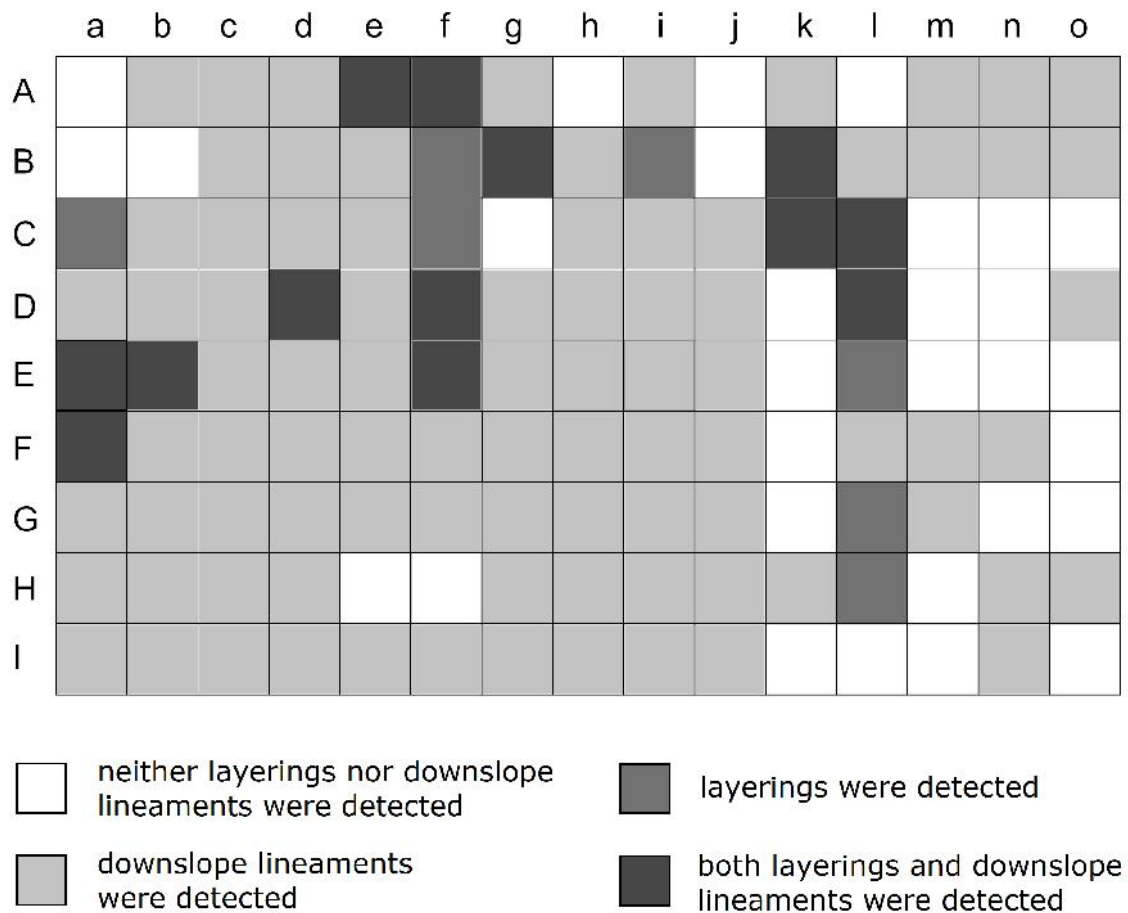 a b c d e f g h i j k l m n o
A
B
C
D
E
F
G
H
I
neither layerings nor downslope
lineaments were detected
layerings were detected
downslope lineaments
were detected
both layerings and downslope
lineaments were detected